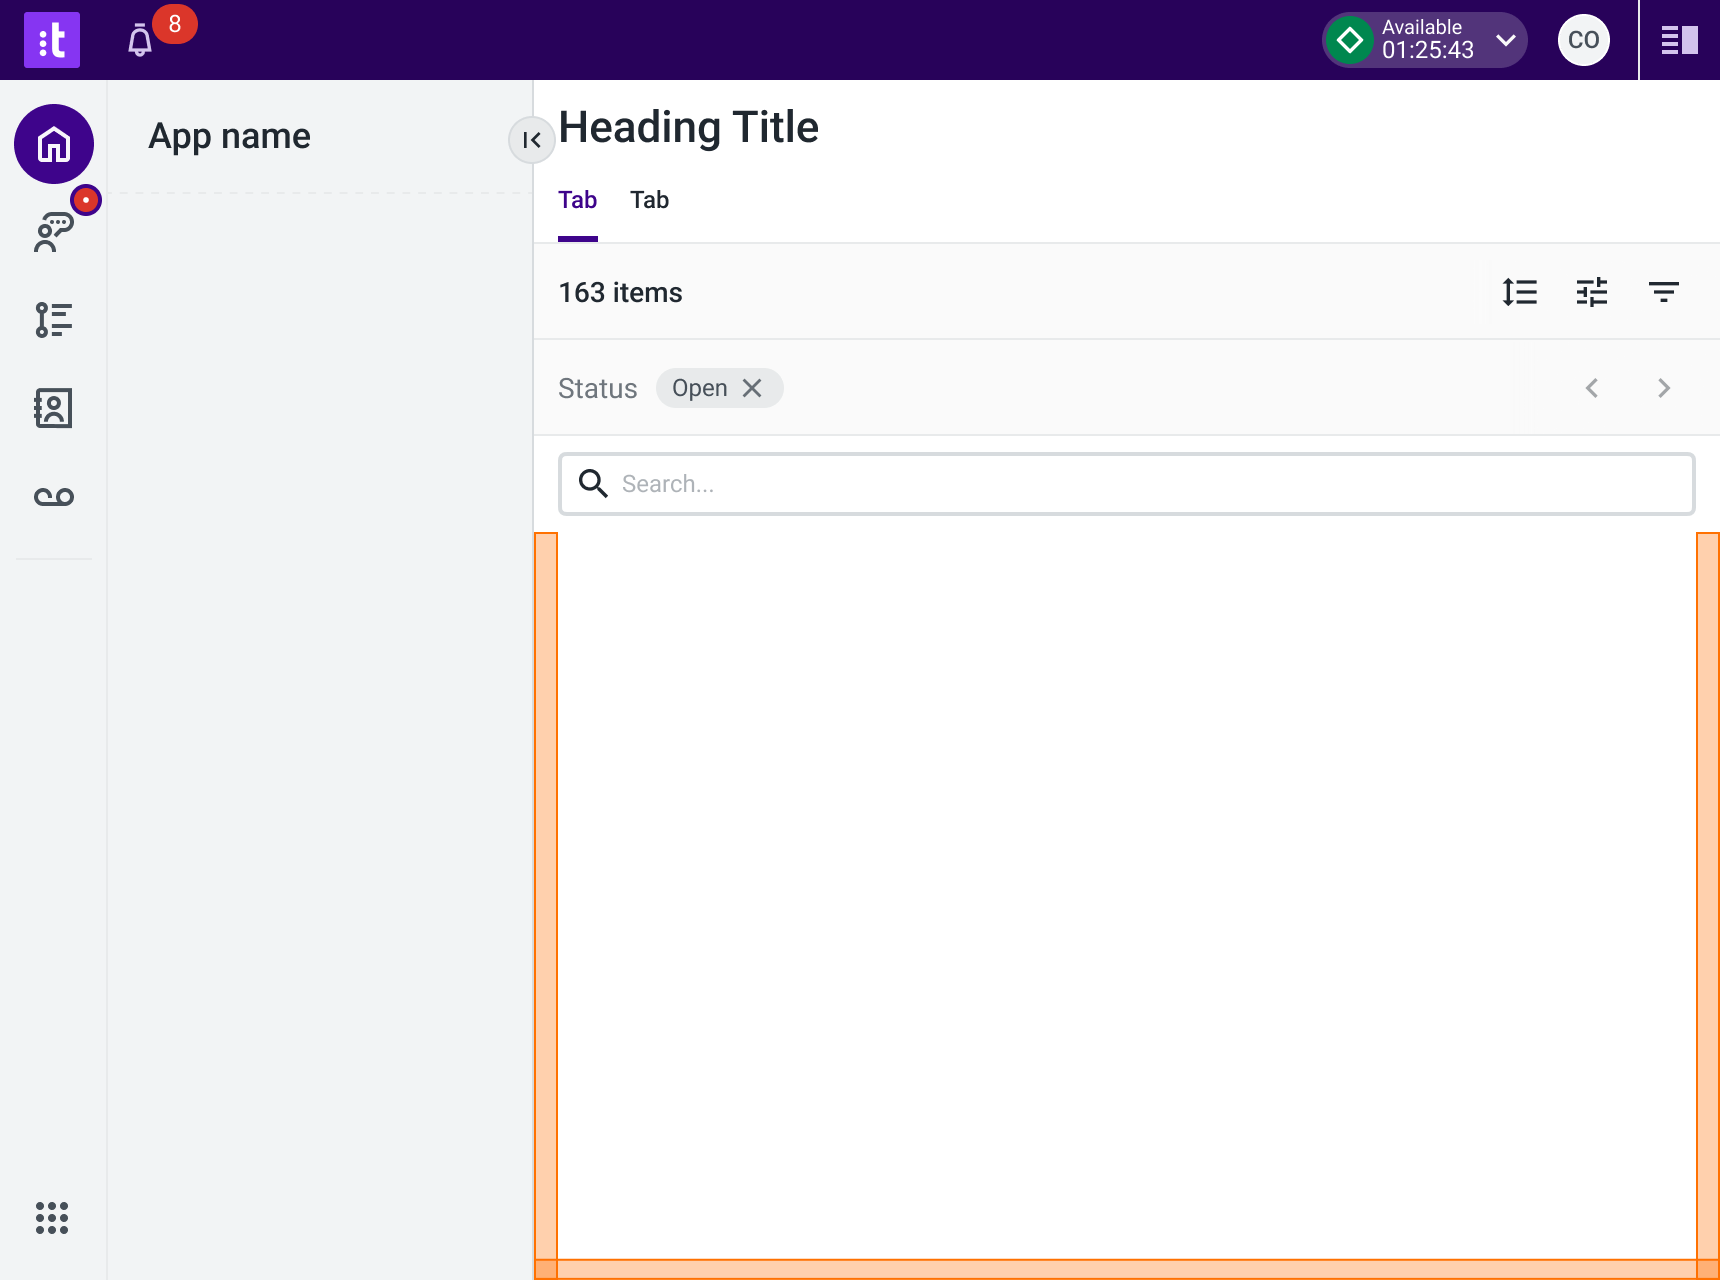 :t
8
Available
01:25:43
CO
App name
Heading Title
Tab Tab
163 items
Status Open
Search...